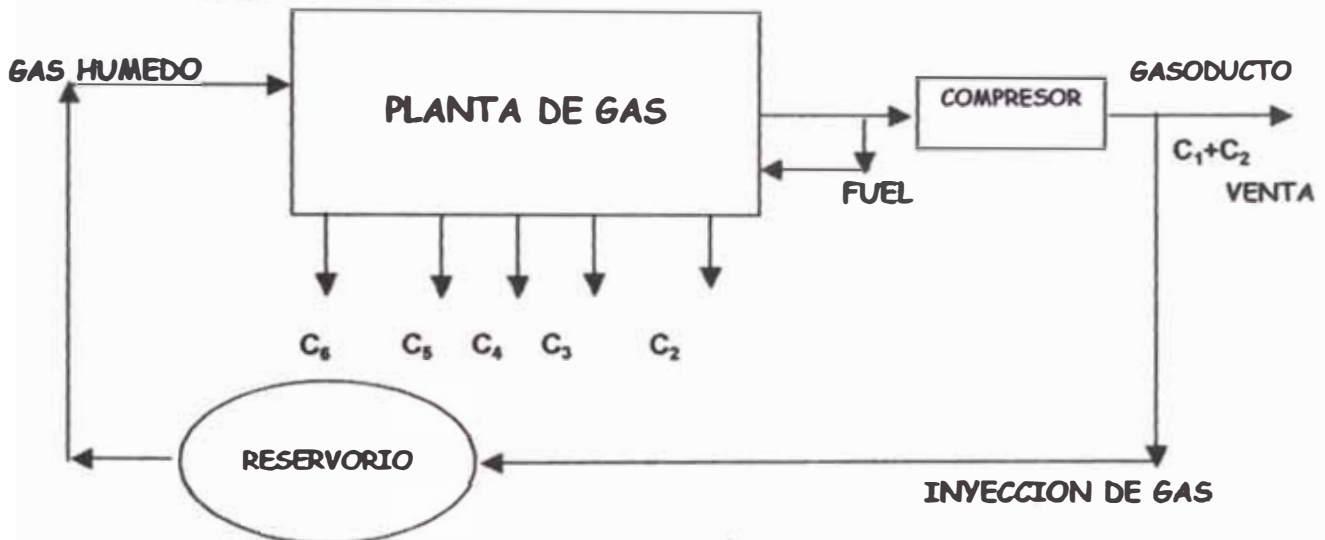 GAS HUMEDO
PLANTA DE GAS
COMPRESOR
GASODUCTO
C₁+C₂
VENTA
FUEL
C₆ C₅ C₄ C₃ C₂
RESERVORIO
INYECCION DE GAS